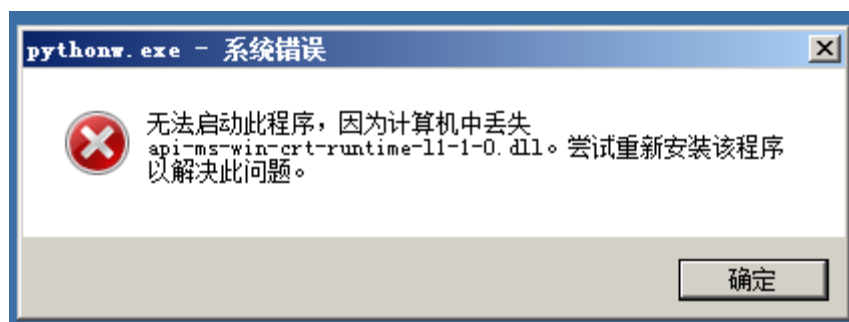 pythonw.exe - 系统错误
无法启动此程序，因为计算机中丢失
api-ms-win-crt-runtime-l1-1-0.dll。尝试重新安装该程序
以解决此问题。
确定